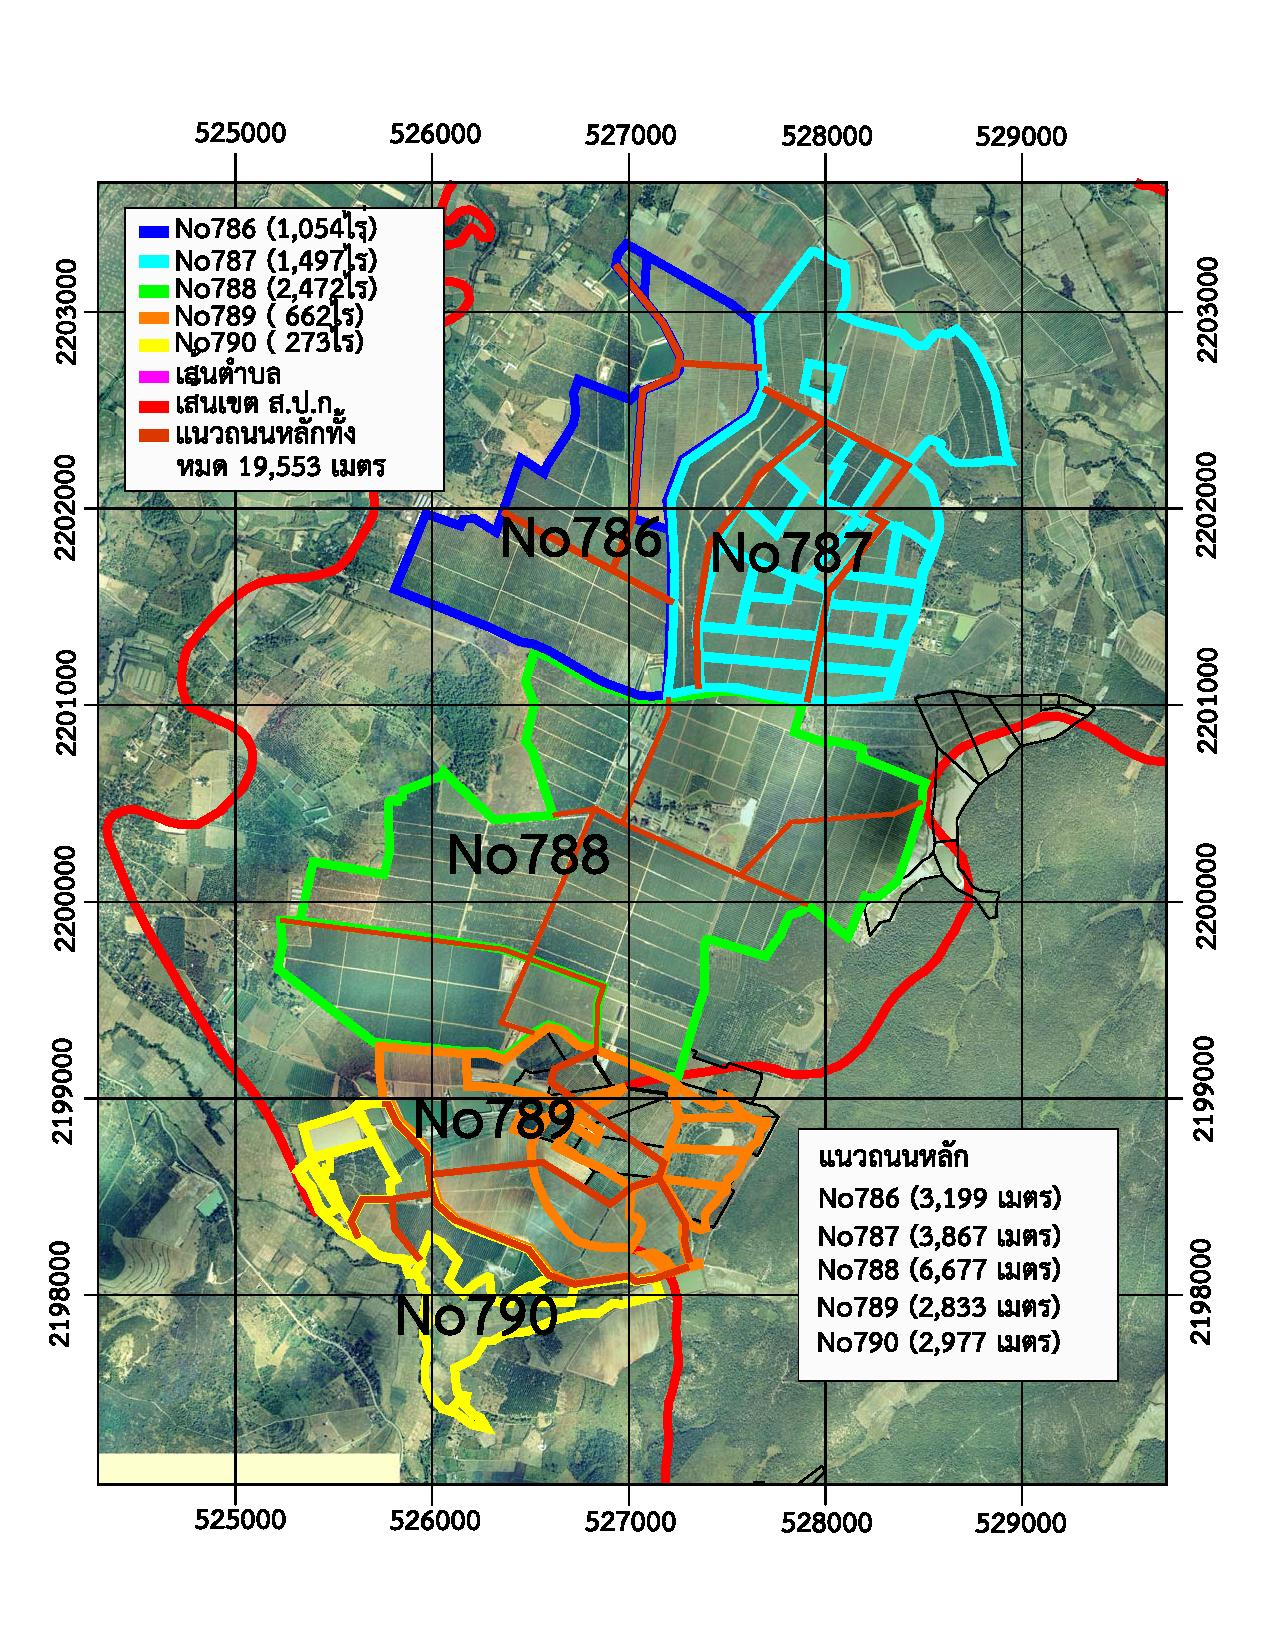 525000 526000 527000 528000 529000
No786 (1,054ไร่)
No787 (1,497ไร่)
No788 (2,472ไร่)
No789 ( 662ไร่)
No790 ( 273ไร่)
เส้นตำบล
เส้นเขต ส.ป.ก.
แนวถนนหลักทั้ง
หมด 19,553 เมตร
2203000 2203000
2202000 2202000
No786 No787
2201000 2201000
No788
2200000 2200000
2199000 2199000
No789
แนวถนนหลัก
No786 (3,199 เมตร)
No787 (3,867 เมตร)
No788 (6,677 เมตร)
No789 (2,833 เมตร)
No790 (2,977 เมตร)
2198000 2198000
No790
525000 526000 527000 528000 529000